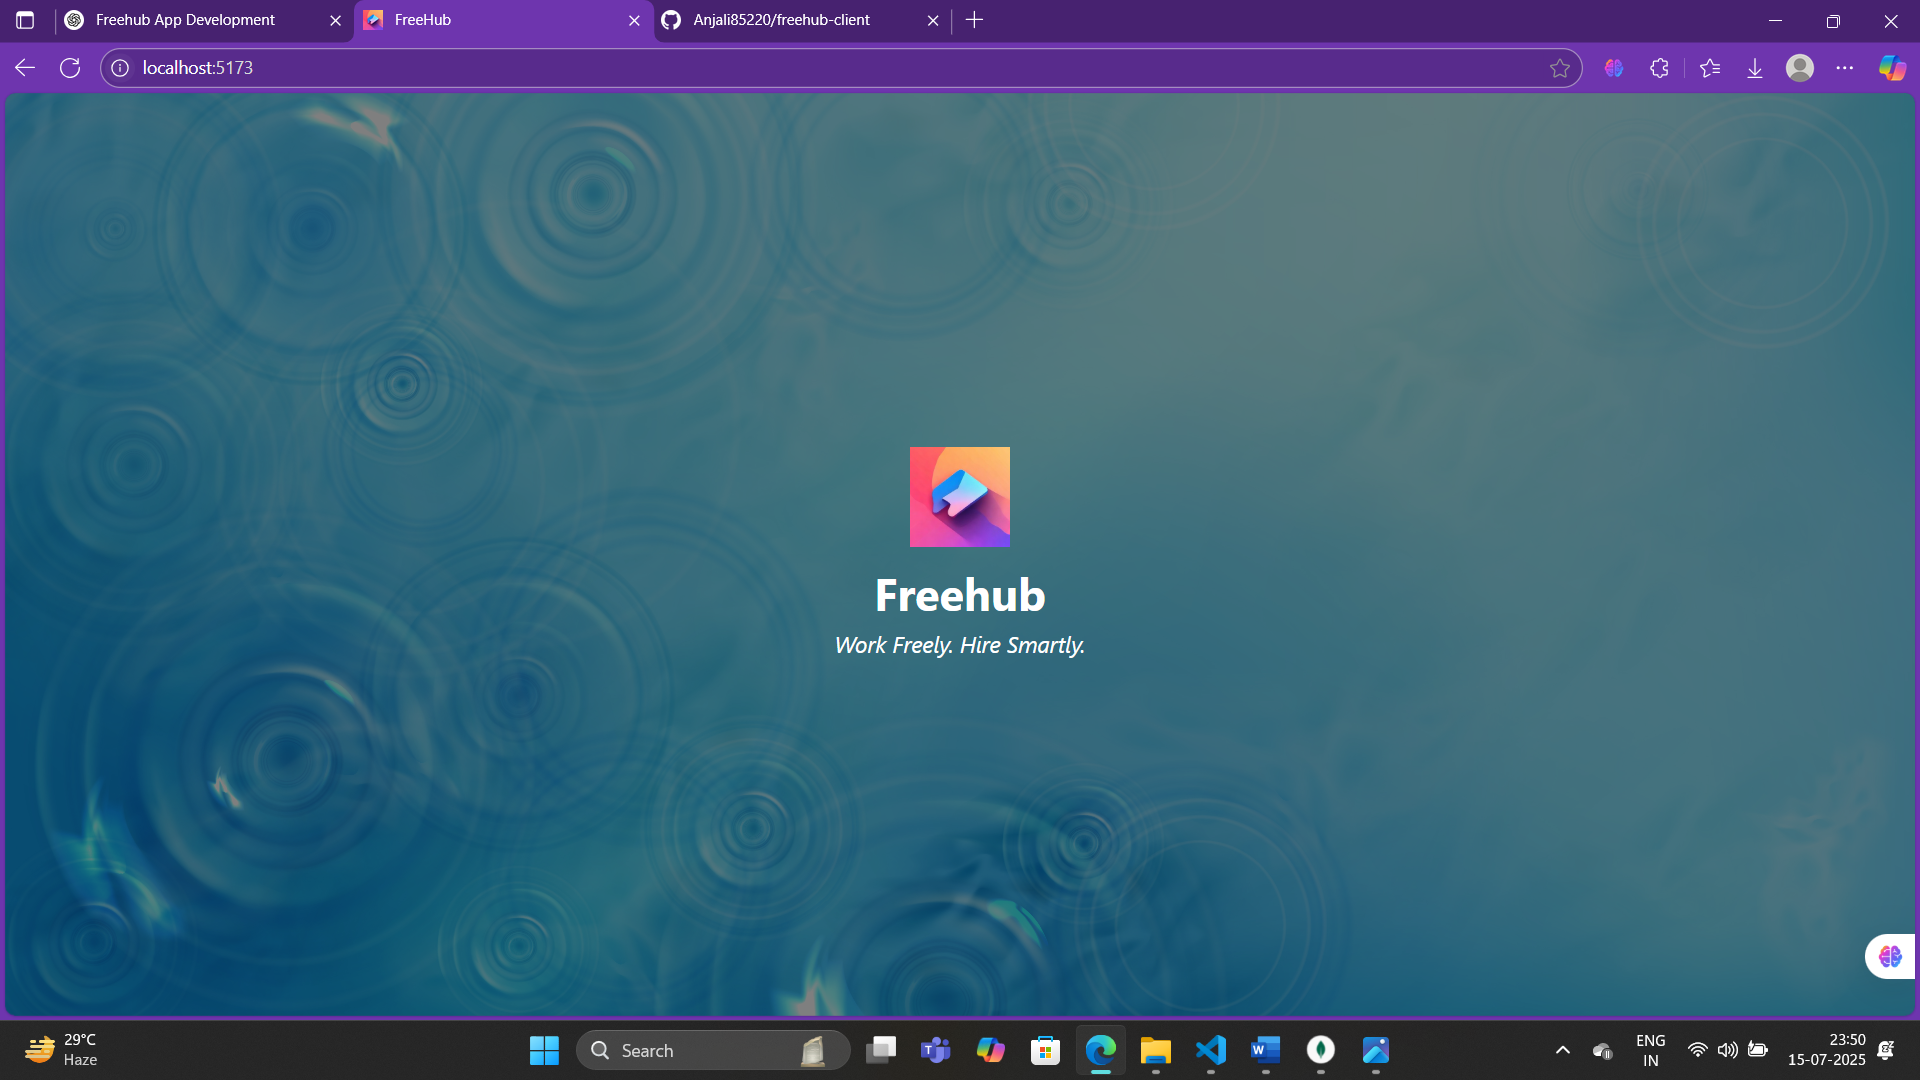 Freehub App Development
FreeHub
Anjali85220/freehub-client
localhost:5173
Freehub
Work Freely. Hire Smartly.
29°C
Haze
Search
ENG
IN
23:50
15-07-2025